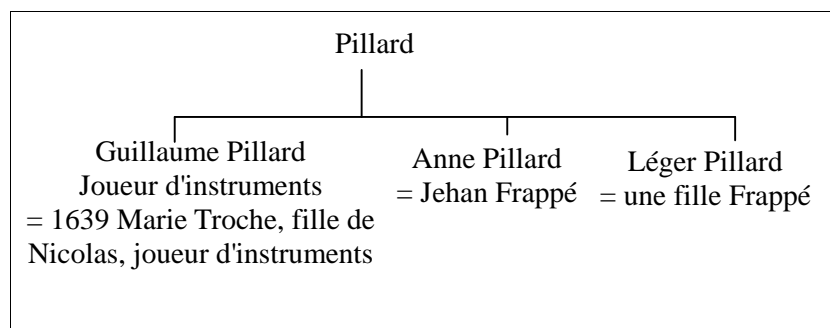 Pillard
Guillaume Pillard
Joueur d'instruments
= 1639 Marie Troche, fille de
Nicolas, joueur d'instruments
Anne Pillard
= Jehan Frappé
Léger Pillard
= une fille Frappé